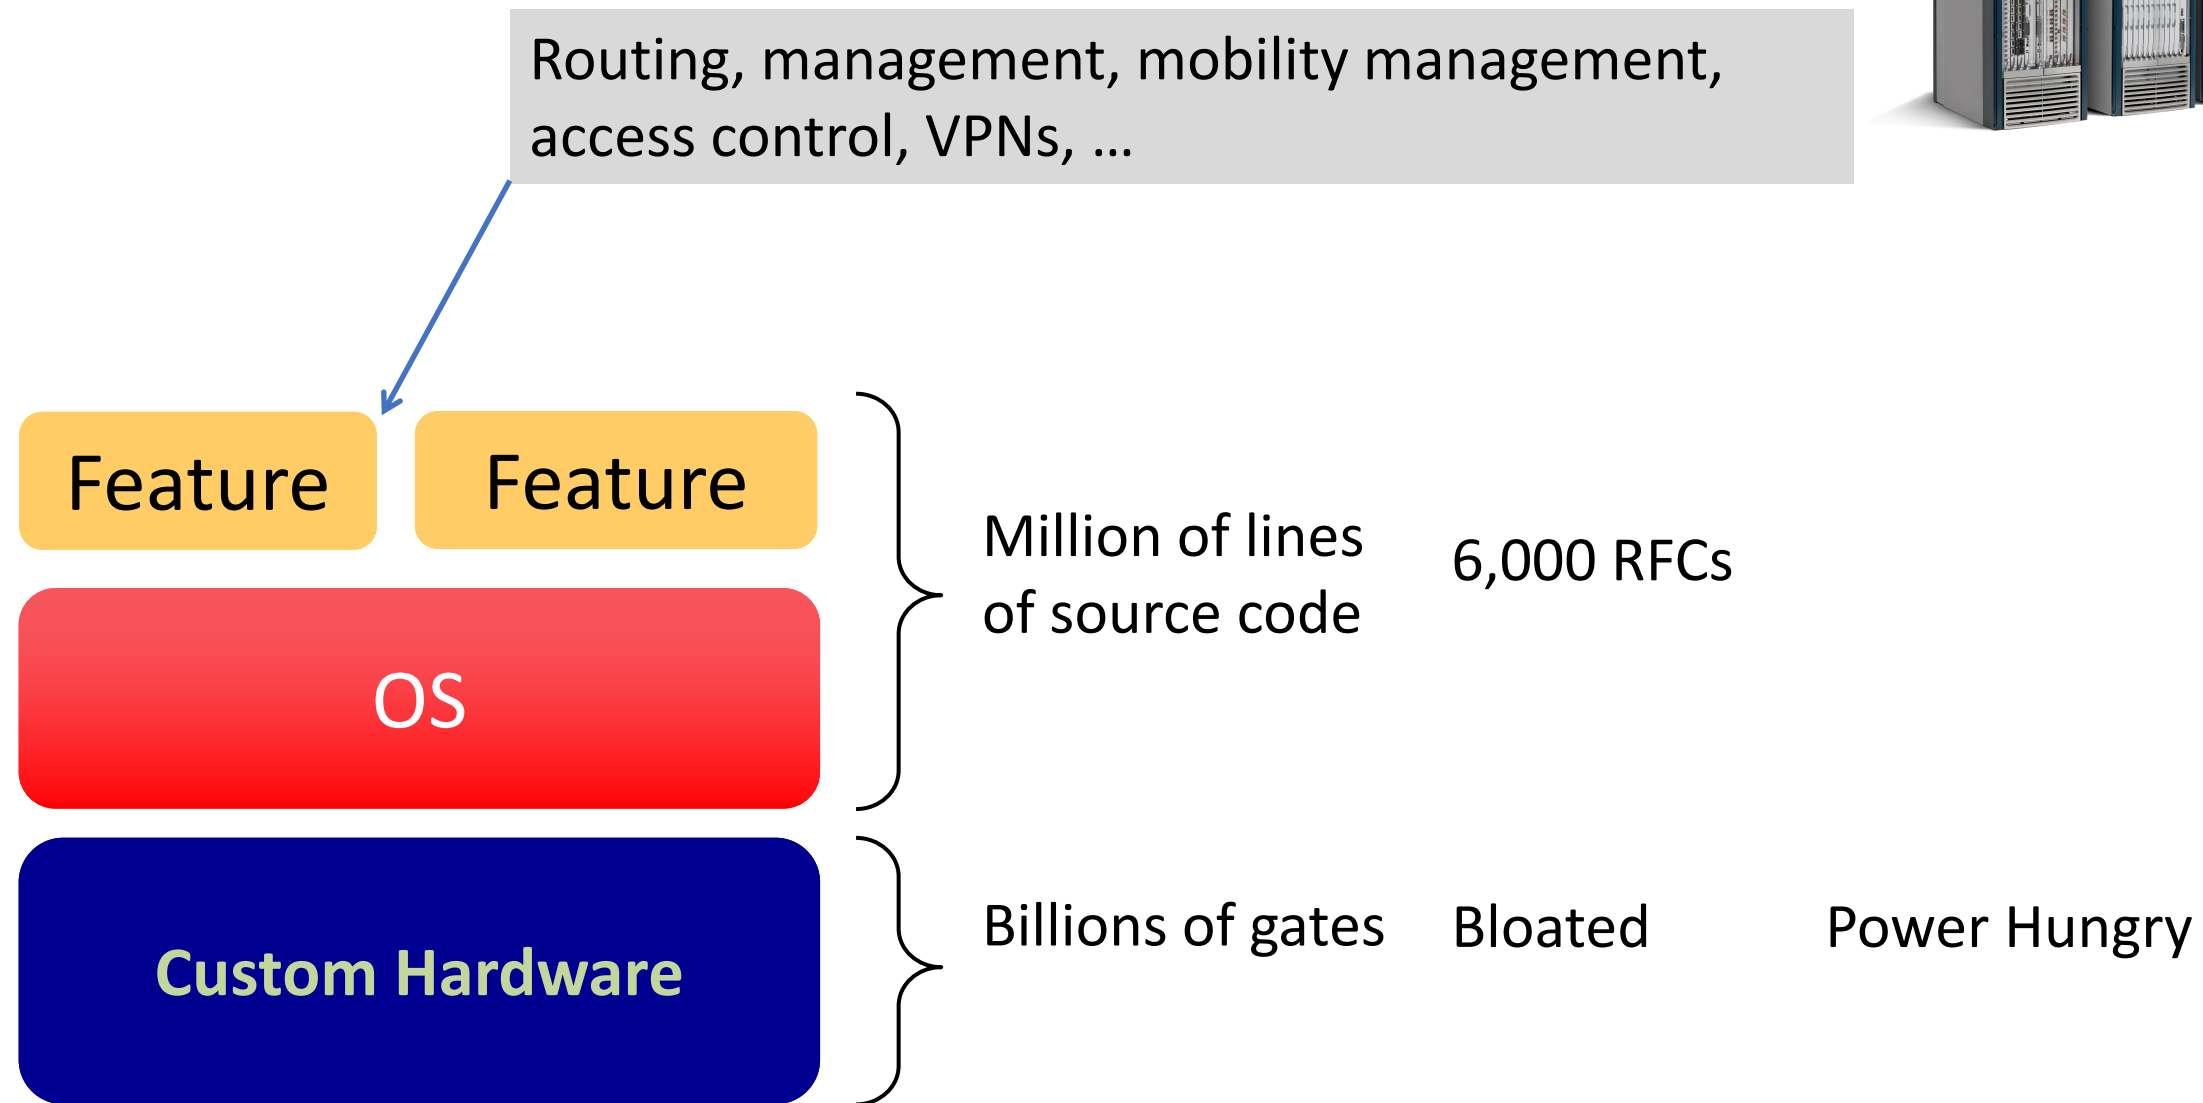 Routing, management, mobility management,
access control, VPNs, …
Feature
Feature
Million of lines
of source code
6,000 RFCs
OS
Billions of gates
Bloated
Power Hungry
Custom Hardware